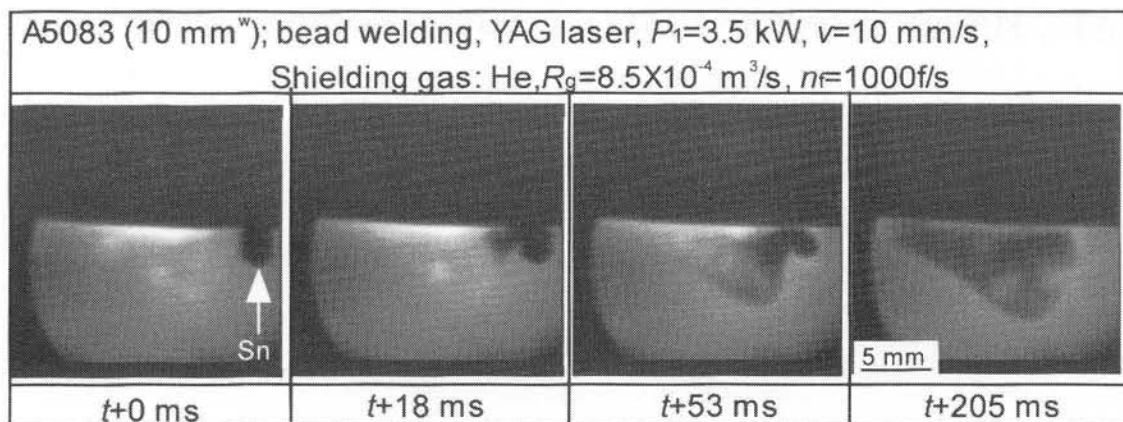 A5083 (10 mmʷ); bead welding, YAG laser, P₁=3.5 kW, v=10 mm/s,
Shielding gas: He,Rg=8.5X10⁻⁴ m³/s, nf=1000f/s
Sn
5 mm
t+0 ms
t+18 ms
t+53 ms
t+205 ms